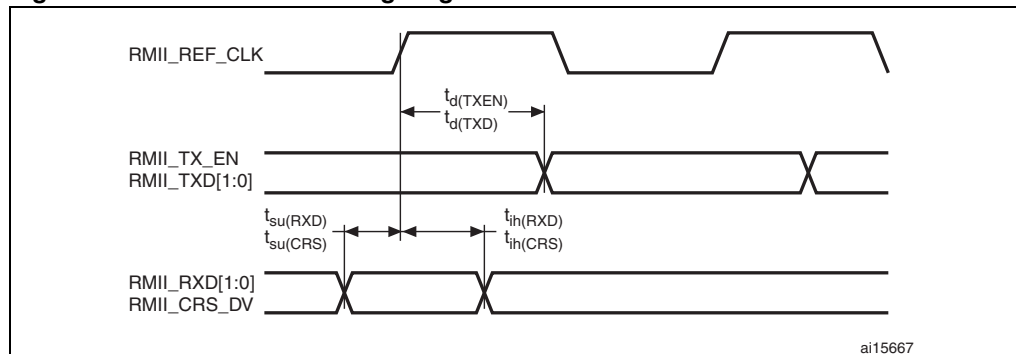 RMII_REF_CLK
td(TXEN)
td(TXD)
RMII_TX_EN
RMII_TXD[1:0]
tsu(RXD)
tsu(CRS)
tih(RXD)
tih(CRS)
RMII_RXD[1:0]
RMII_CRS_DV
ai15667